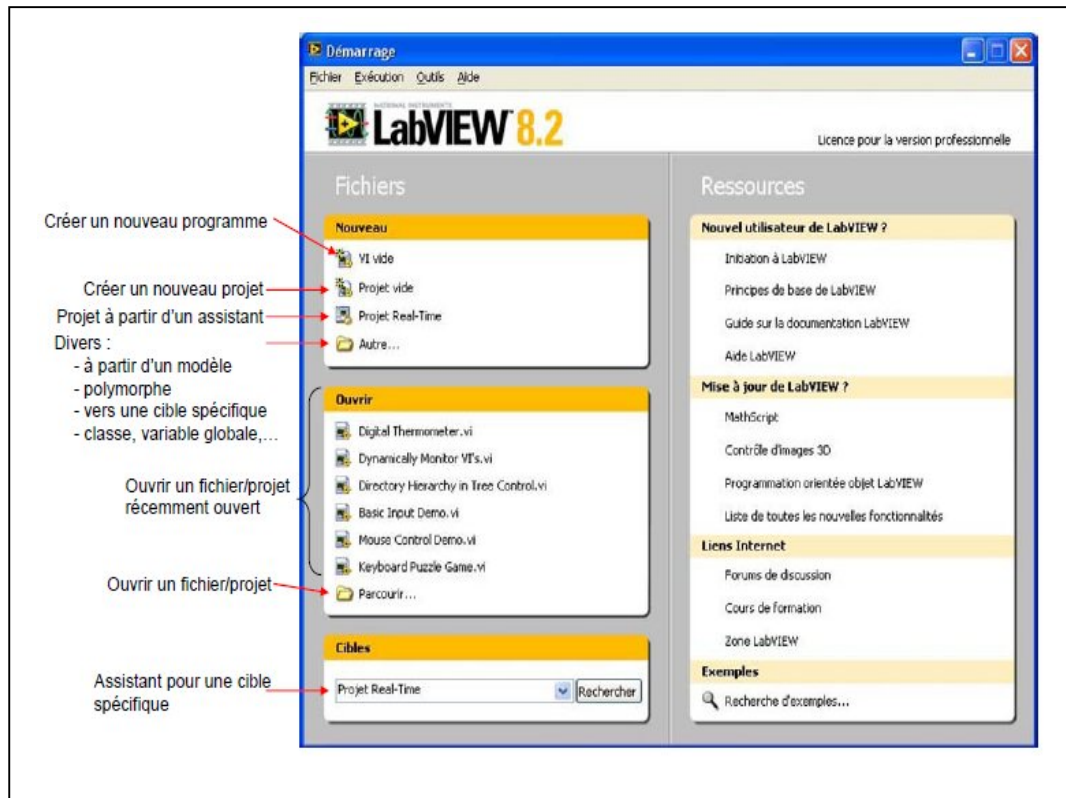 Démarrage
Fichier Exécution Outils Aide
NATIONAL INSTRUMENTS
LabVIEW 8.2
Licence pour la version professionnelle
Fichiers
Nouveau
VI vide
Projet vide
Projet Real-Time
Autre...
Ouvrir
Digital Thermometer.vi
Dynamically Monitor VI's.vi
Directory Hierarchy in Tree Control.vi
Basic Input Demo.vi
Mouse Control Demo.vi
Keyboard Puzzle Game.vi
Parcourir...
Cibles
Projet Real-Time
Rechercher
Ressources
Nouvel utilisateur de LabVIEW ?
Initiation à LabVIEW
Principes de base de LabVIEW
Guide sur la documentation LabVIEW
Aide LabVIEW
Mise à jour de LabVIEW ?
MathScript
Contrôle d'images 3D
Programmation orientée objet LabVIEW
Liste de toutes les nouvelles fonctionnalités
Liens Internet
Forums de discussion
Cours de formation
Zone LabVIEW
Exemples
Recherche d'exemples...
Créer un nouveau programme
Créer un nouveau projet
Projet à partir d'un assistant
Divers :
- à partir d'un modèle
- polymorphe
- vers une cible spécifique
- classe, variable globale,…
Ouvrir un fichier/projet
récemment ouvert
Ouvrir un fichier/projet
Assistant pour une cible
spécifique